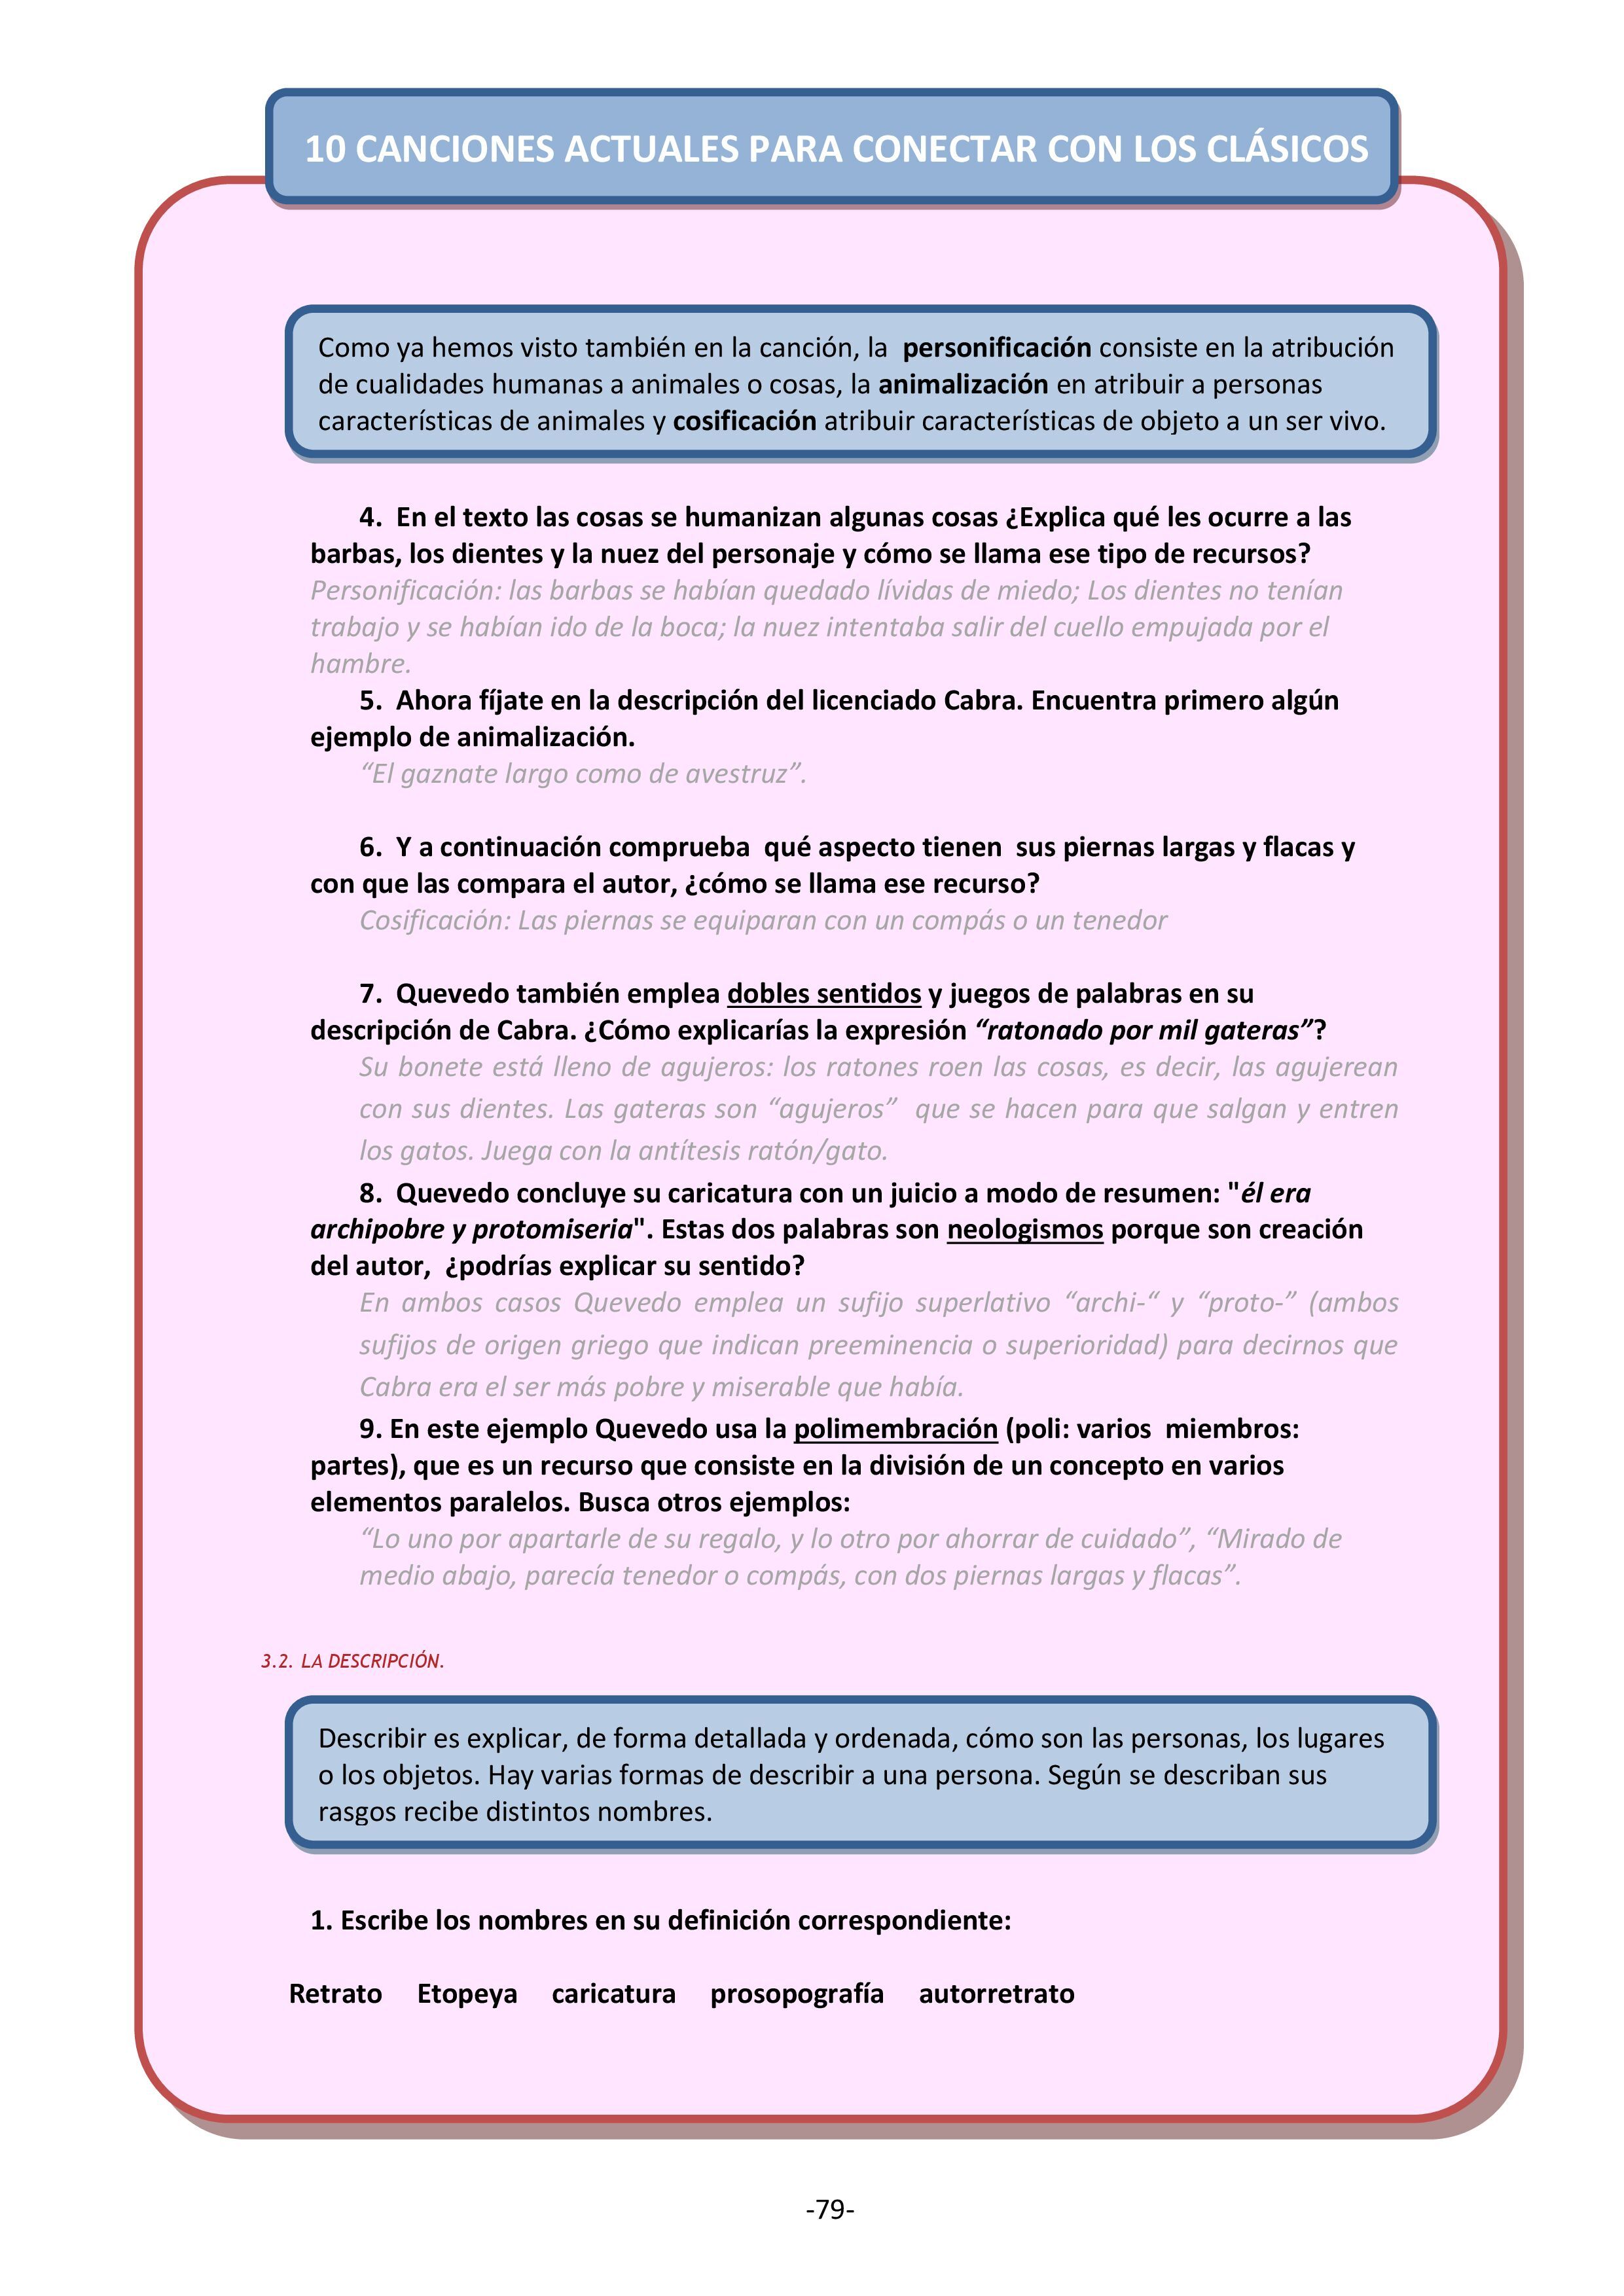 10 CANCIONES ACTUALES PARA CONECTAR CON LOS CLÁSICOS
Como ya hemos visto también en la canción, la  personificación consiste en la atribución
de cualidades humanas a animales o cosas, la animalización en atribuir a personas
características de animales y cosificación atribuir características de objeto a un ser vivo.
4.  En el texto las cosas se humanizan algunas cosas ¿Explica qué les ocurre a las
barbas, los dientes y la nuez del personaje y cómo se llama ese tipo de recursos?
Personificación: las barbas se habían quedado lívidas de miedo; Los dientes no tenían
trabajo y se habían ido de la boca; la nuez intentaba salir del cuello empujada por el
hambre.
5.  Ahora fíjate en la descripción del licenciado Cabra. Encuentra primero algún
ejemplo de animalización.
“El gaznate largo como de avestruz”.
6.  Y a continuación comprueba  qué aspecto tienen  sus piernas largas y flacas y
con que las compara el autor, ¿cómo se llama ese recurso?
Cosificación: Las piernas se equiparan con un compás o un tenedor
7.  Quevedo también emplea dobles sentidos y juegos de palabras en su
descripción de Cabra. ¿Cómo explicarías la expresión “ratonado por mil gateras”?
Su bonete está lleno de agujeros: los ratones roen las cosas, es decir, las agujerean
con sus dientes. Las gateras son “agujeros”  que se hacen para que salgan y entren
los gatos. Juega con la antítesis ratón/gato.
8.  Quevedo concluye su caricatura con un juicio a modo de resumen: "él era
archipobre y protomiseria". Estas dos palabras son neologismos porque son creación
del autor,  ¿podrías explicar su sentido?
En ambos casos Quevedo emplea un sufijo superlativo “archi-“ y “proto-” (ambos
sufijos de origen griego que indican preeminencia o superioridad) para decirnos que
Cabra era el ser más pobre y miserable que había.
9. En este ejemplo Quevedo usa la polimembración (poli: varios  miembros:
partes), que es un recurso que consiste en la división de un concepto en varios
elementos paralelos. Busca otros ejemplos:
“Lo uno por apartarle de su regalo, y lo otro por ahorrar de cuidado”, “Mirado de
medio abajo, parecía tenedor o compás, con dos piernas largas y flacas”.
3.2. LA DESCRIPCIÓN.
Describir es explicar, de forma detallada y ordenada, cómo son las personas, los lugares
o los objetos. Hay varias formas de describir a una persona. Según se describan sus
rasgos recibe distintos nombres.
1. Escribe los nombres en su definición correspondiente:
Retrato     Etopeya     caricatura     prosopografía     autorretrato
-79-